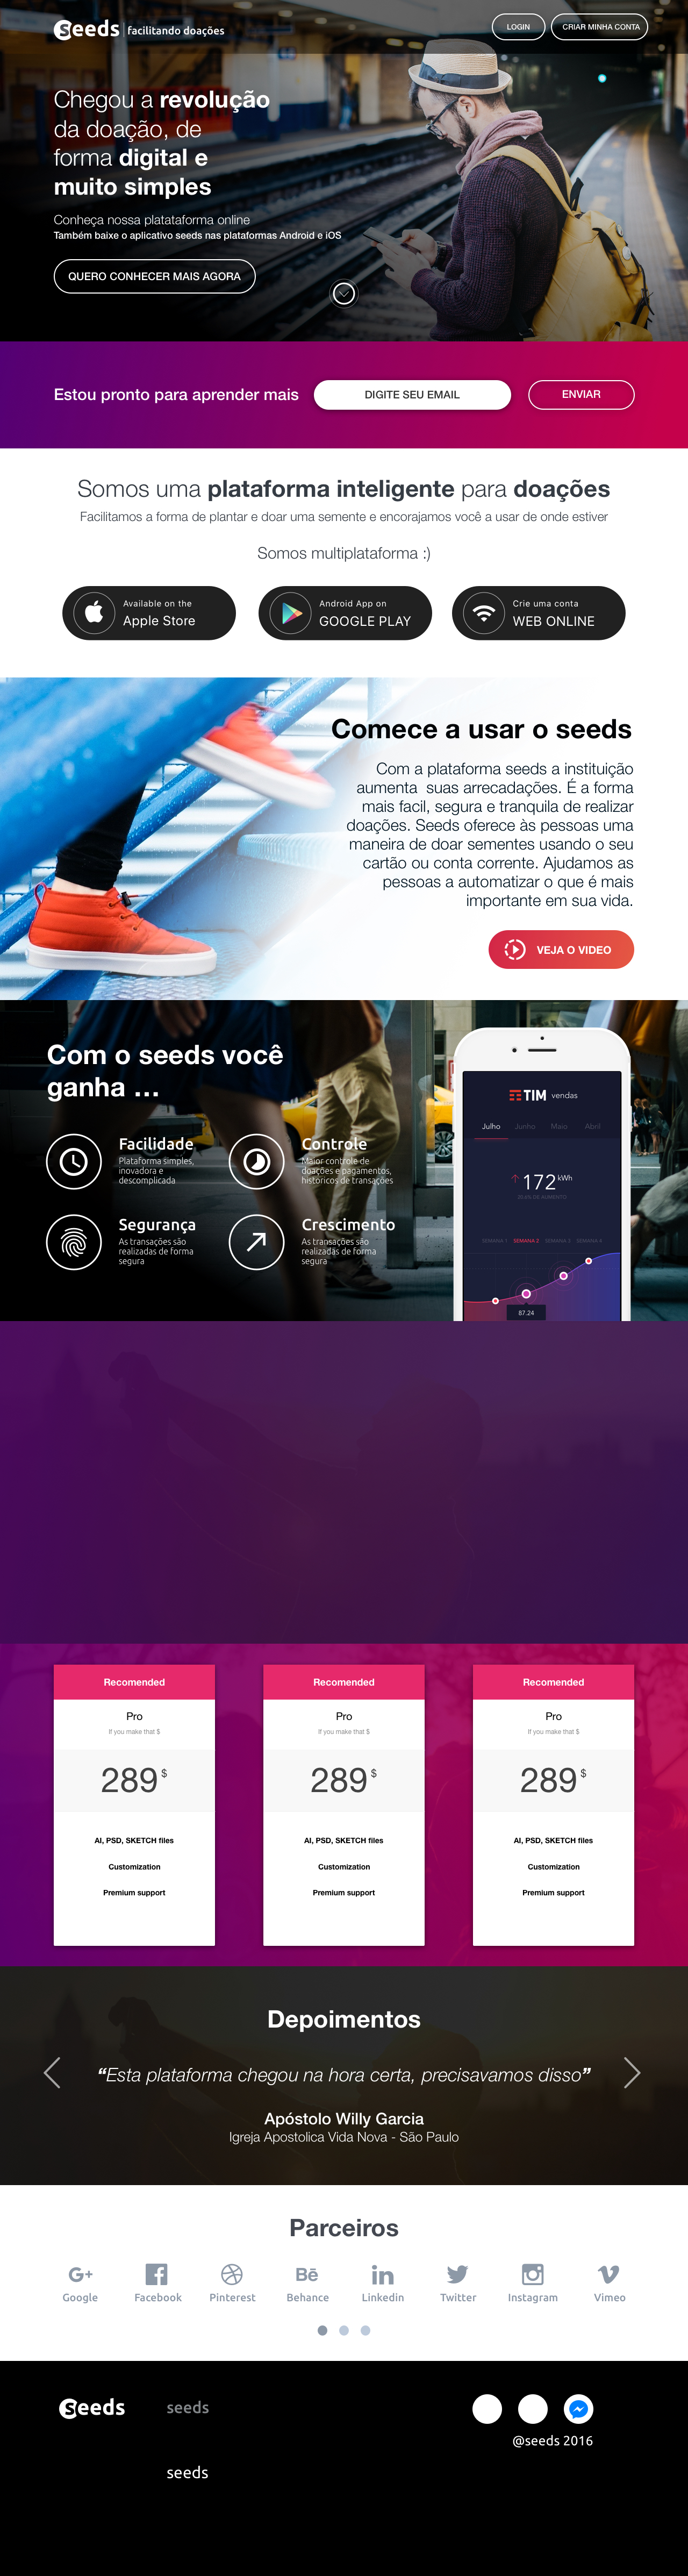 seeds facilitando doações
LOGIN
CRIAR MINHA CONTA
Chegou a revolução
da doação, de
forma digital e
muito simples
Conheça nossa platataforma online
Também baixe o aplicativo seeds nas plataformas Android e iOS
QUERO CONHECER MAIS AGORA
Estou pronto para aprender mais
DIGITE SEU EMAIL
ENVIAR
Somos uma plataforma inteligente para doações
Facilitamos a forma de plantar e doar uma semente e encorajamos você a usar de onde estiver
Somos multiplataforma :)
Available on the
Apple Store
Android App on
GOOGLE PLAY
Crie uma conta
WEB ONLINE
Comece a usar o seeds
Com a plataforma seeds a instituição
aumenta suas arrecadações. É a forma
mais facil, segura e tranquila de realizar
doações. Seeds oferece às pessoas uma
maneira de doar sementes usando o seu
cartão ou conta corrente. Ajudamos as
pessoas a automatizar o que é mais
importante em sua vida.
VEJA O VIDEO
Com o seeds você
ganha ...
Facilidade
Plataforma simples,
inovadora e
descomplicada
Controle
Maior controle de
doações e pagamentos,
históricos de transações
Segurança
As transações são
realizadas de forma
segura
Crescimento
As transações são
realizadas de forma
segura
TIM vendas
Julho Junho Maio Abril
172 kWh
20.6% DE AUMENTO
SEMANA 1 SEMANA 2 SEMANA 3 SEMANA 4
87.24
Recomended
Pro
If you make that $
289 $
AI, PSD, SKETCH files
Customization
Premium support
Recomended
Pro
If you make that $
289 $
AI, PSD, SKETCH files
Customization
Premium support
Recomended
Pro
If you make that $
289 $
AI, PSD, SKETCH files
Customization
Premium support
Depoimentos
“Esta plataforma chegou na hora certa, precisavamos disso”
Apóstolo Willy Garcia
Igreja Apostolica Vida Nova - São Paulo
Parceiros
Google
Facebook
Pinterest
Behance
Linkedin
Twitter
Instagram
Vimeo
seeds
seeds
@seeds 2016
seeds